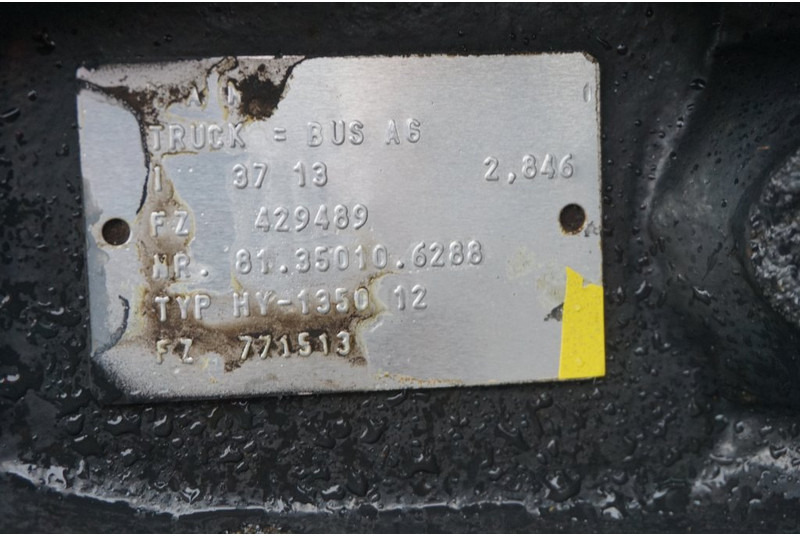 TRUCK = BUS AG
I 37 13 2,846
FZ 429489
NR. 81.35010.6288
TYP HY-1350 12
FZ 771513